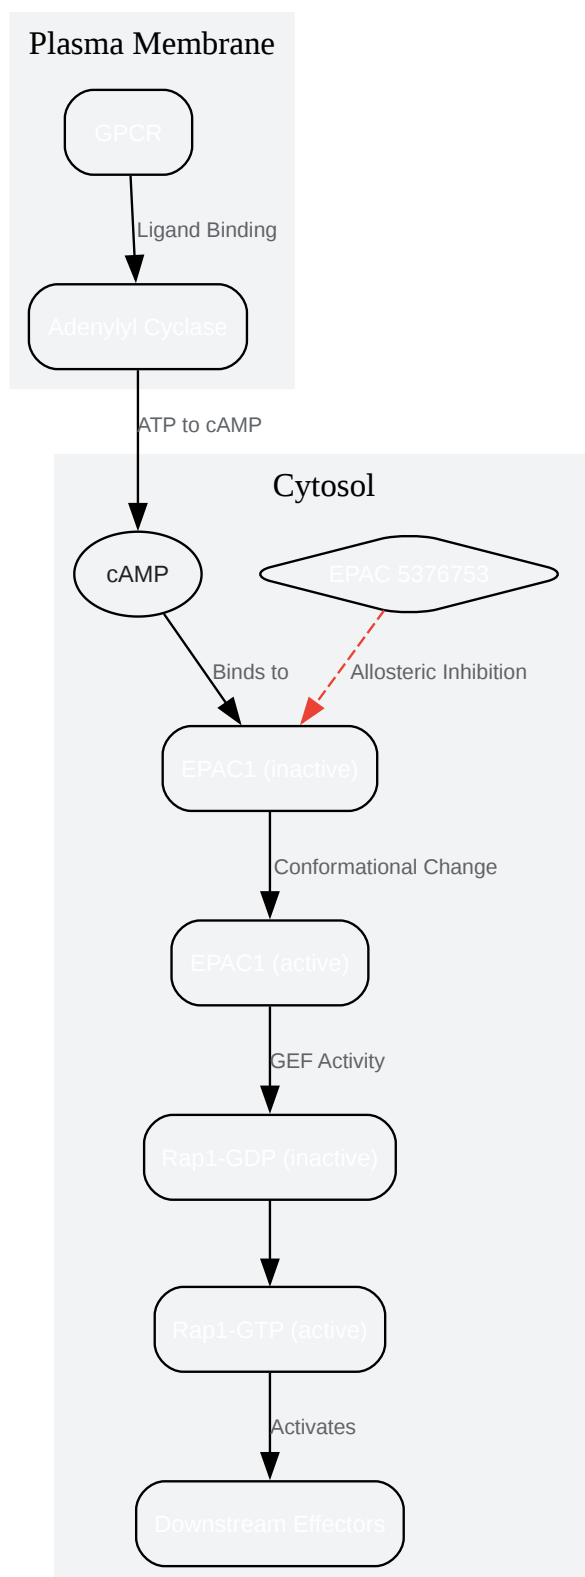 Plasma Membrane
GPCR
Ligand Binding
Adenylyl Cyclase
ATP to cAMP
Cytosol
cAMP
EPAC 5376753
Binds to
Allosteric Inhibition
EPAC1 (inactive)
Conformational Change
EPAC1 (active)
GEF Activity
Rap1-GDP (inactive)
Rap1-GTP (active)
Activates
Downstream Effectors